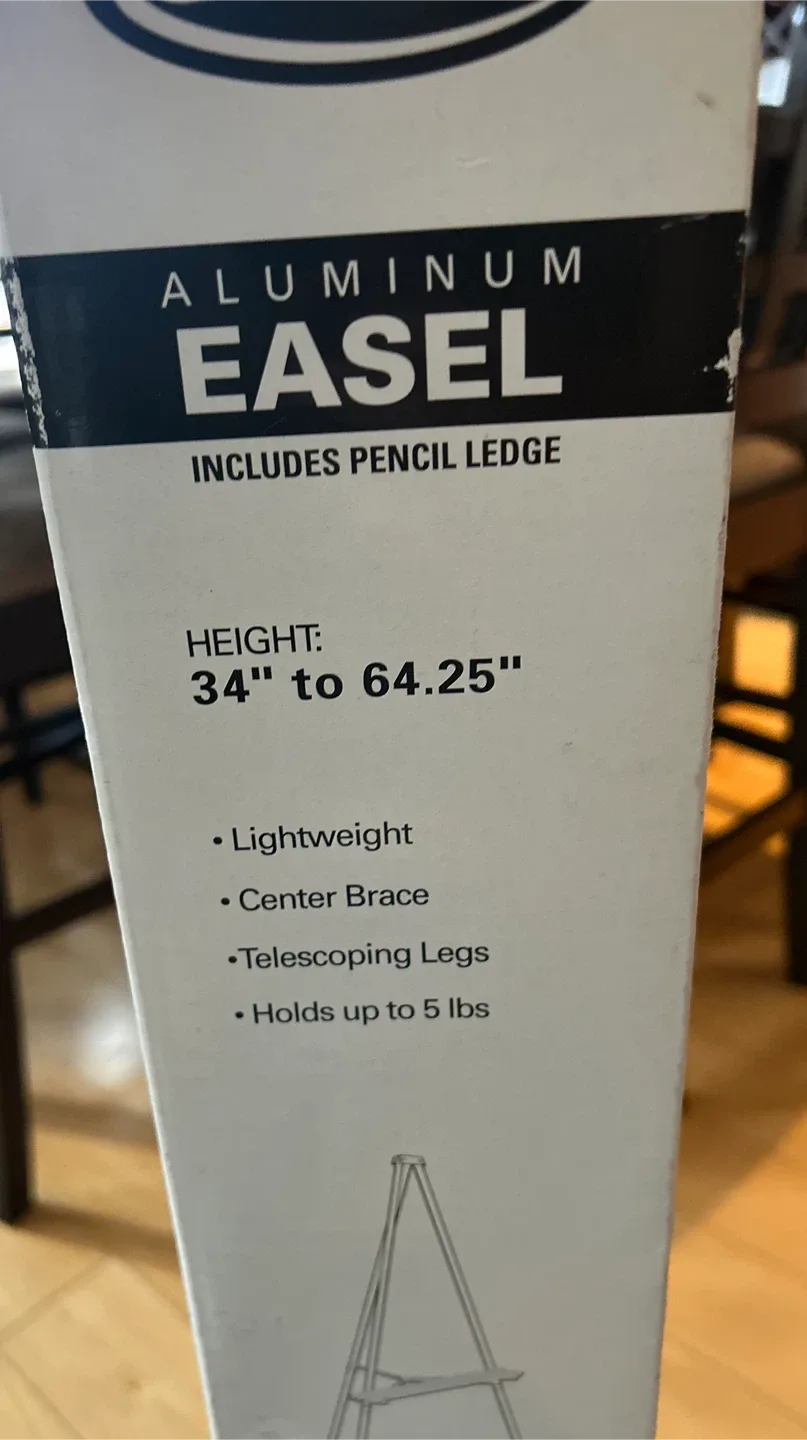 ALUMINUM
EASEL
INCLUDES PENCIL LEDGE
HEIGHT:
34" to 64.25"
• Lightweight
• Center Brace
•Telescoping Legs
• Holds up to 5 lbs